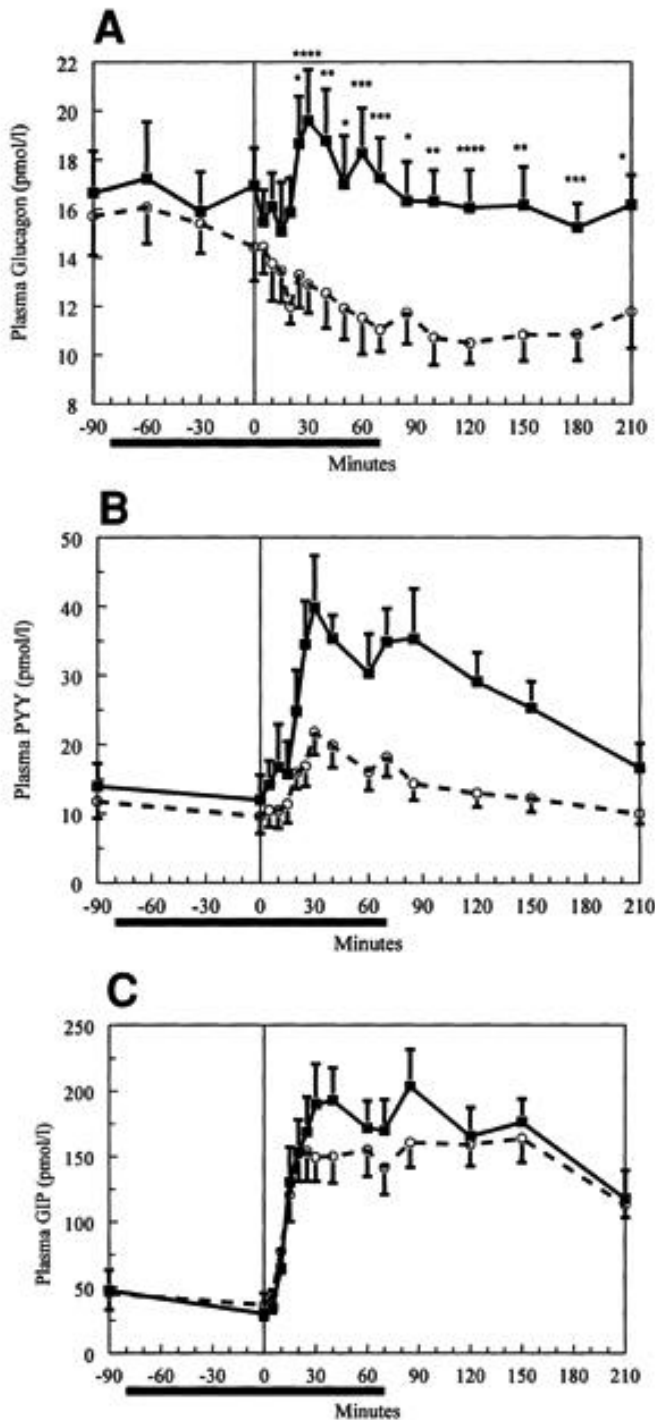 A
****
* ** *** ***
* * ** **** ** *** *
22
20
18
16
14
12
10
8
Plasma Glucagon (pmol/l)
-90 -60 -30 0 30 60 90 120 150 180 210
Minutes
B
50
40
30
20
10
0
Plasma PYY (pmol/l)
-90 -60 -30 0 30 60 90 120 150 180 210
Minutes
C
250
200
150
100
50
0
Plasma GIP (pmol/l)
-90 -60 -30 0 30 60 90 120 150 180 210
Minutes